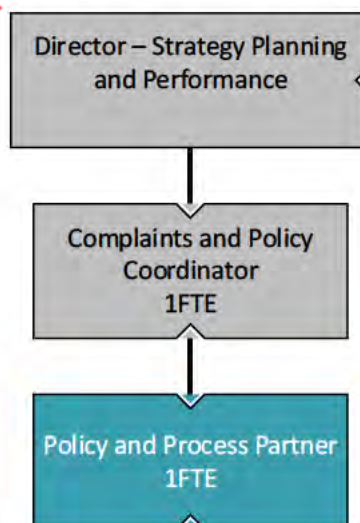 Director – Strategy Planning
and Performance
Complaints and Policy
Coordinator
1FTE
Policy and Process Partner
1FTE